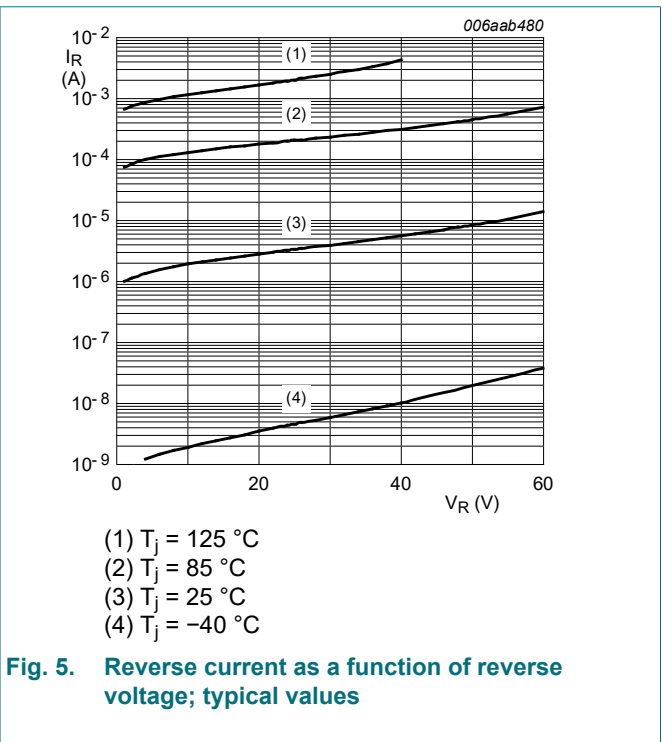 006aab480
10-2
IR
(A)
10-3
10-4
10-5
10-6
10-7
10-8
10-9
(1)
(2)
(3)
(4)
0 20 40 60
VR (V)
(1) Tj = 125 °C
(2) Tj = 85 °C
(3) Tj = 25 °C
(4) Tj = −40 °C
Fig. 5. Reverse current as a function of reverse
voltage; typical values